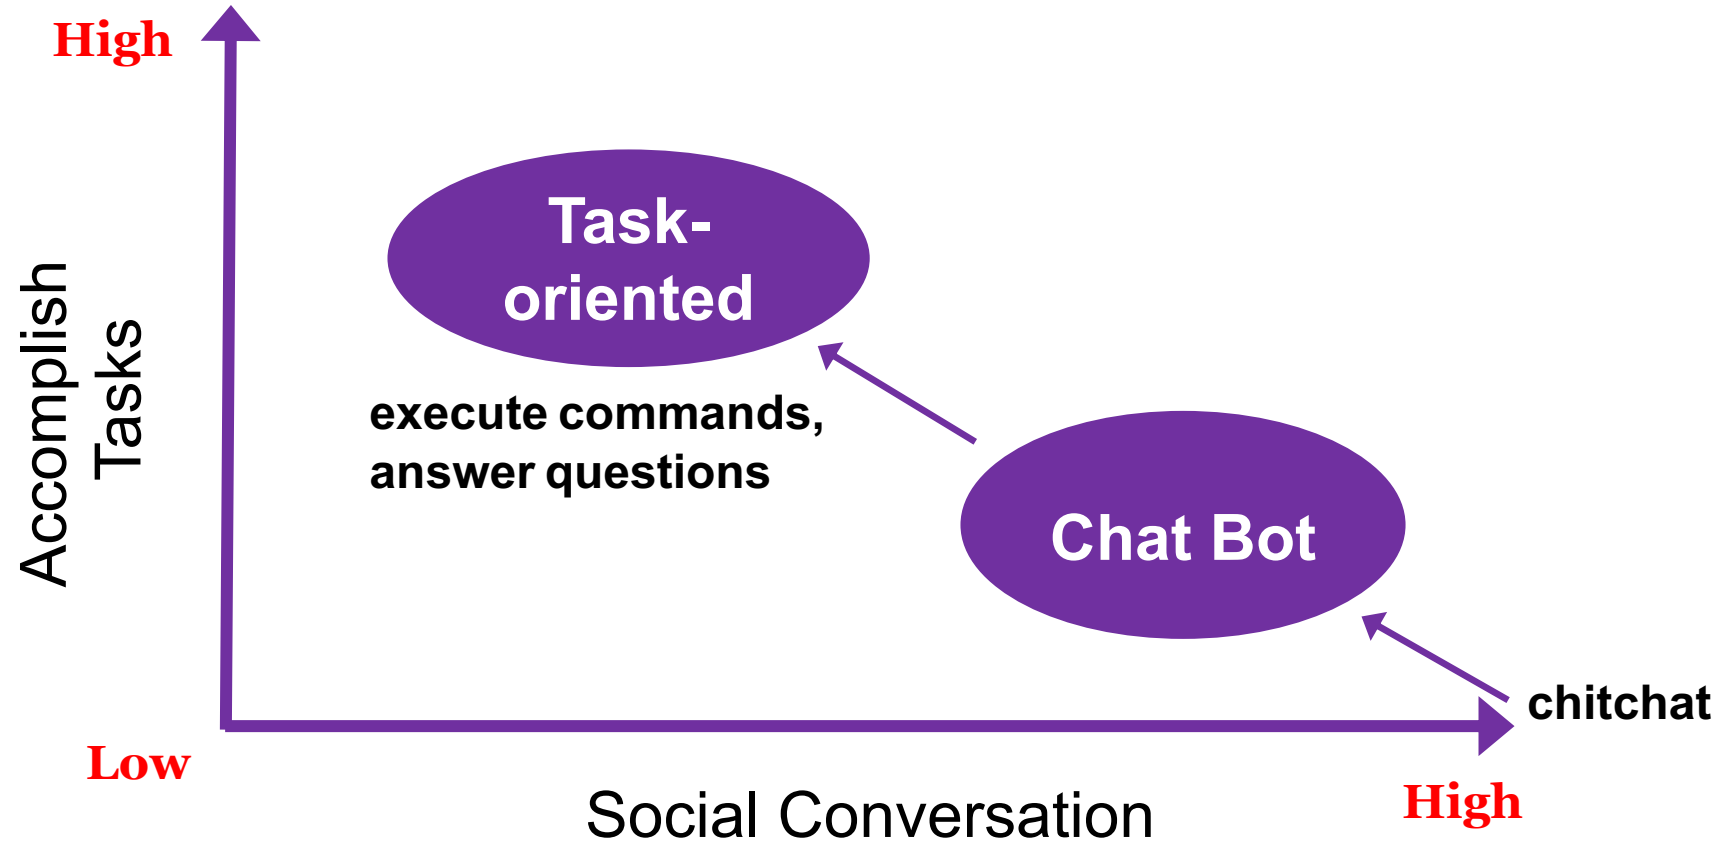 High
Task-
oriented
Accomplish
Tasks
execute commands,
answer questions
Chat Bot
chitchat
Low
High
Social Conversation